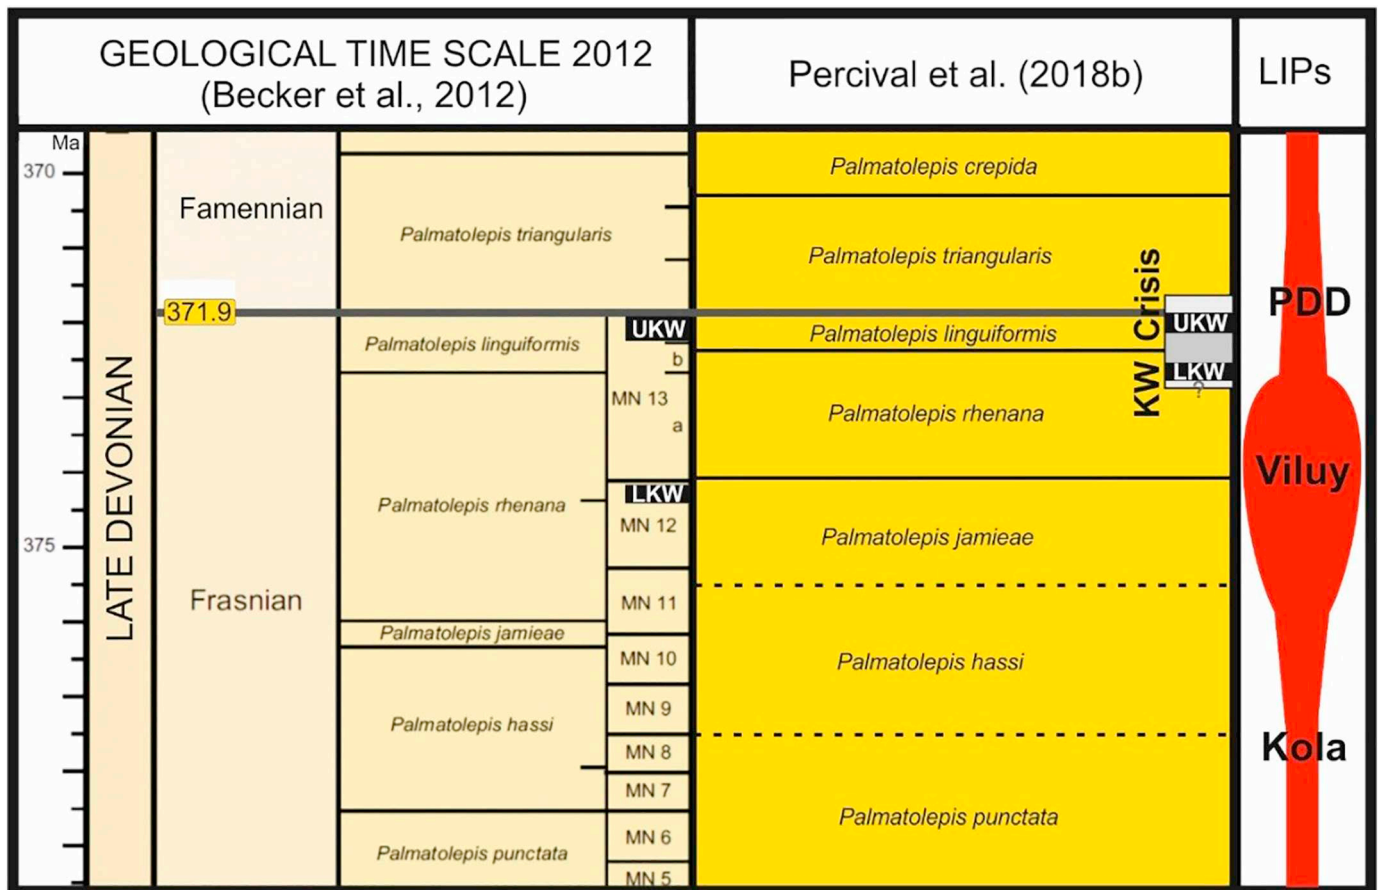 GEOLOGICAL TIME SCALE 2012
(Becker et al., 2012)
Percival et al. (2018b)
LIPs
Ma
370
375
LATE DEVONIAN
Famennian
371.9
Frasnian
Palmatolepis triangularis
Palmatolepis linguiformis
Palmatolepis rhenana
Palmatolepis jamieae
Palmatolepis hassi
Palmatolepis punctata
UKW
b
MN 13
a
LKW
MN 12
MN 11
MN 10
MN 9
MN 8
MN 7
MN 6
MN 5
Palmatolepis crepida
Palmatolepis triangularis
Palmatolepis linguiformis
Palmatolepis rhenana
Palmatolepis jamieae
Palmatolepis hassi
Palmatolepis punctata
KW Crisis
UKW
LKW
?
PDD
Viluy
Kola